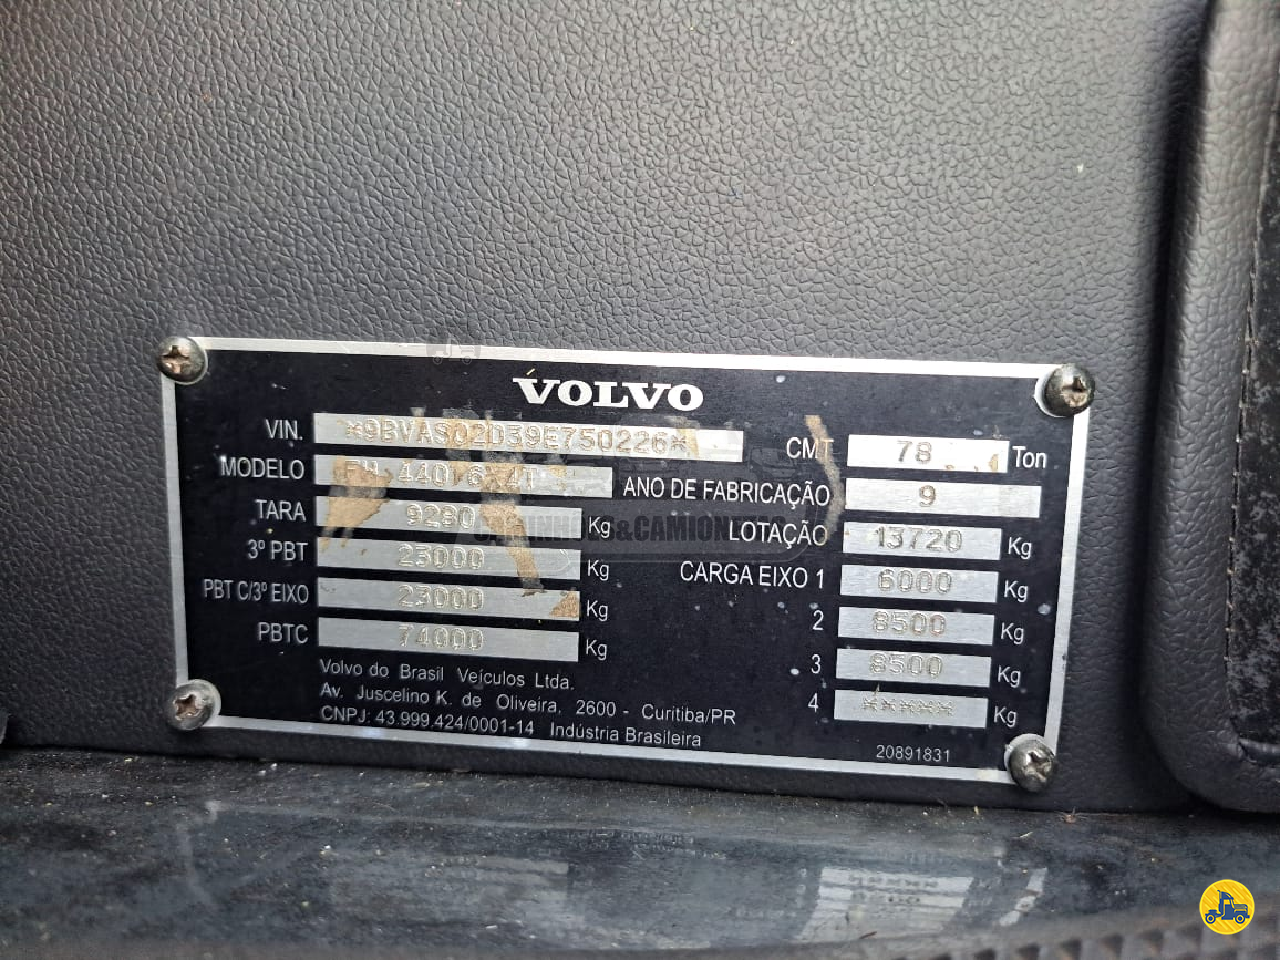 VOLVO
VIN. *9BVAS02D39E750226*
CMT 78 Ton
MODELO FH 440 6X4T
ANO DE FABRICAÇÃO 9
TARA 9280 Kg
LOTAÇÃO 13720 Kg
3º PBT 23000 Kg
CARGA EIXO 1 6000 Kg
PBT C/3º EIXO 23000 Kg
2 8500 Kg
PBTC 74000 Kg
3 8500 Kg
4 ***** Kg
Volvo do Brasil Veículos Ltda.
Av. Juscelino K. de Oliveira, 2600 - Curitiba/PR
CNPJ: 43.999.424/0001-14 Indústria Brasileira
20891831
CAMINHÕES&CAMIONETAS